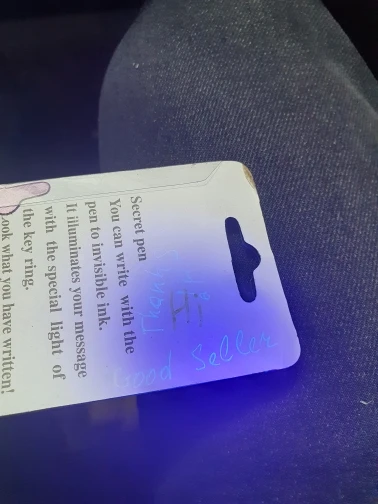 Secret pen
You can write with the
pen to invisible ink.
It illuminates your message
with the special light of
the key ring.
Look what you have written!
Good Seller